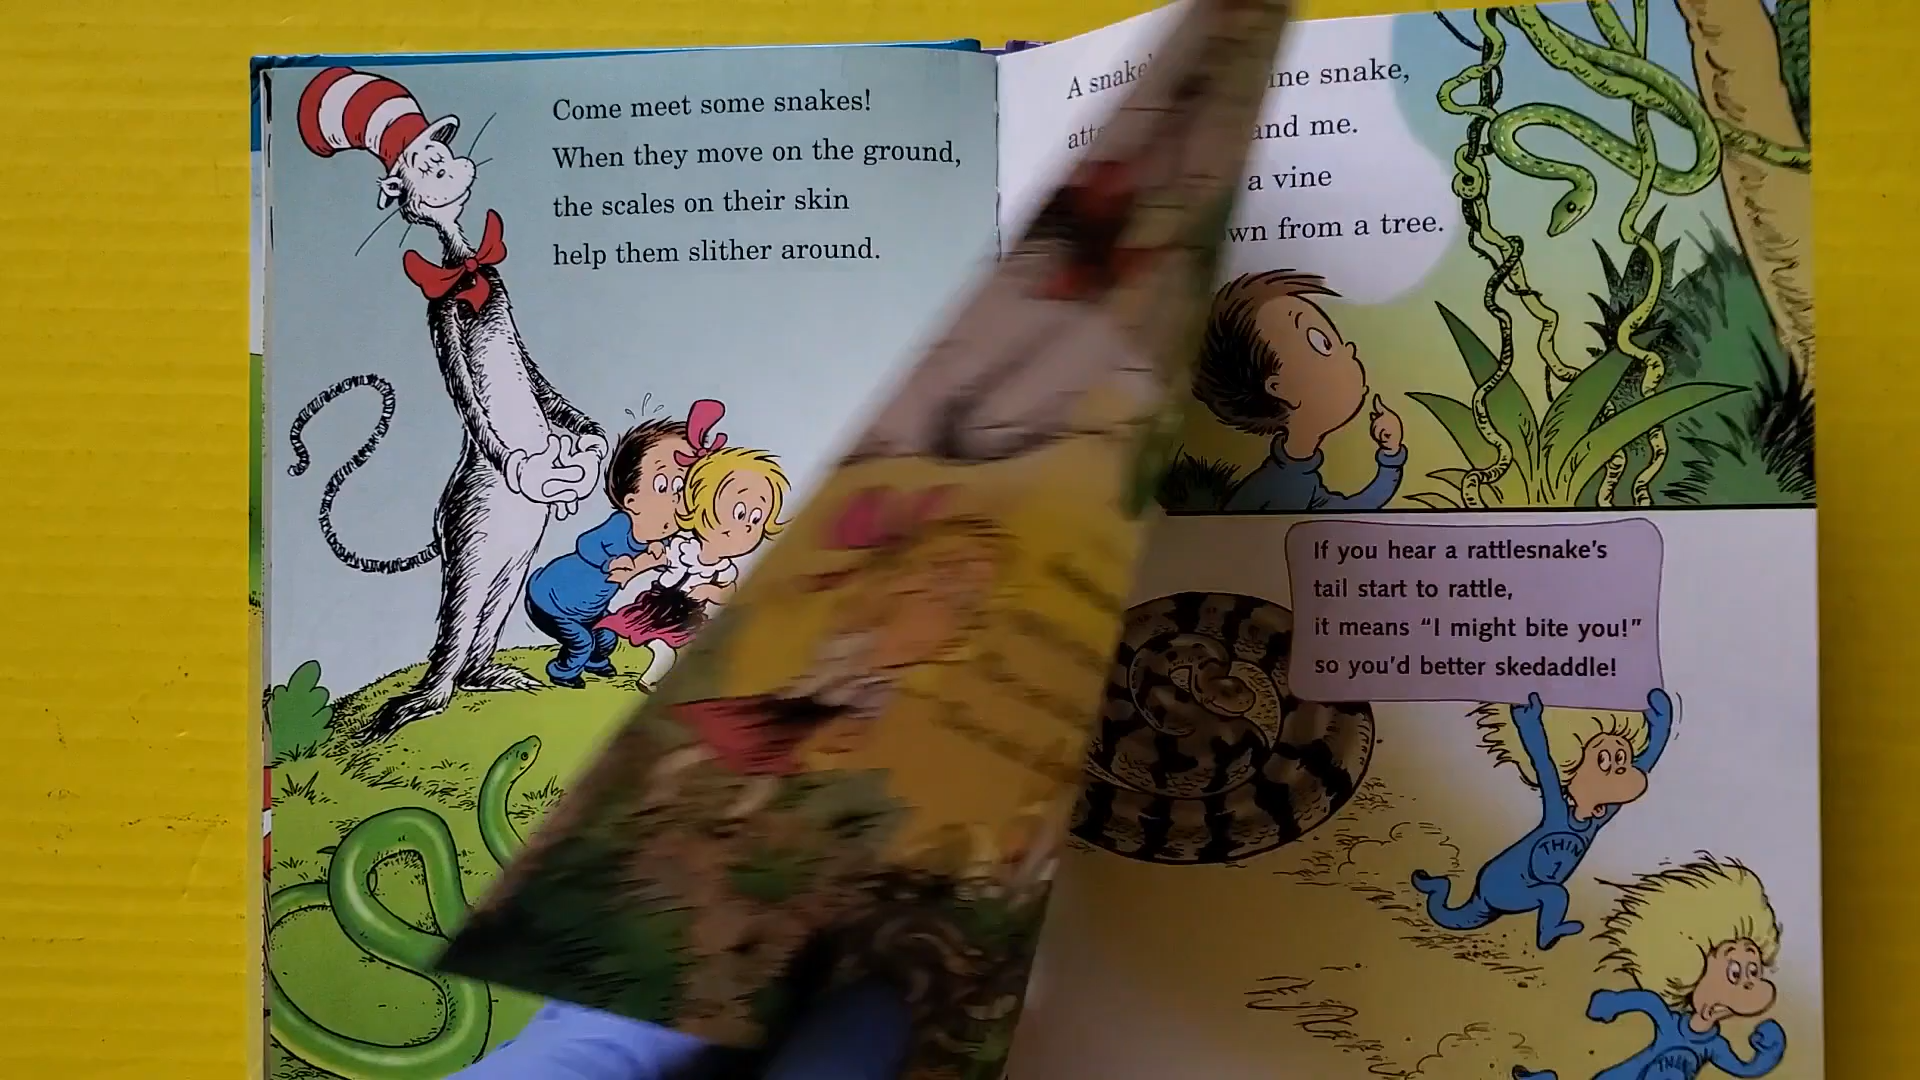 Come meet some snakes!
When they move on the ground,
the scales on their skin
help them slither around.
A snake
ine snake,
and me.
a vine
wn from a tree.
If you hear a rattlesnake's
tail start to rattle,
it means "I might bite you!"
so you'd better skedaddle!
THIN
1